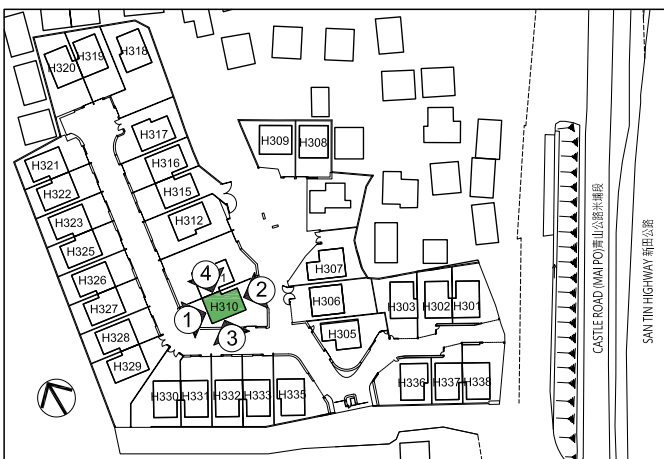 H320
H319
H318
H317
H316
H315
H312
H309
H308
H321
H322
H323
H325
H326
H327
H328
H329
4
1
2
H310
1
3
H307
H306
H305
H303
H302
H301
H330
H331
H332
H333
H335
H336
H337
H338
CASTLE ROAD (MAI PO)青山公路米埔段
SAN TIN HIGHWAY 新田公路